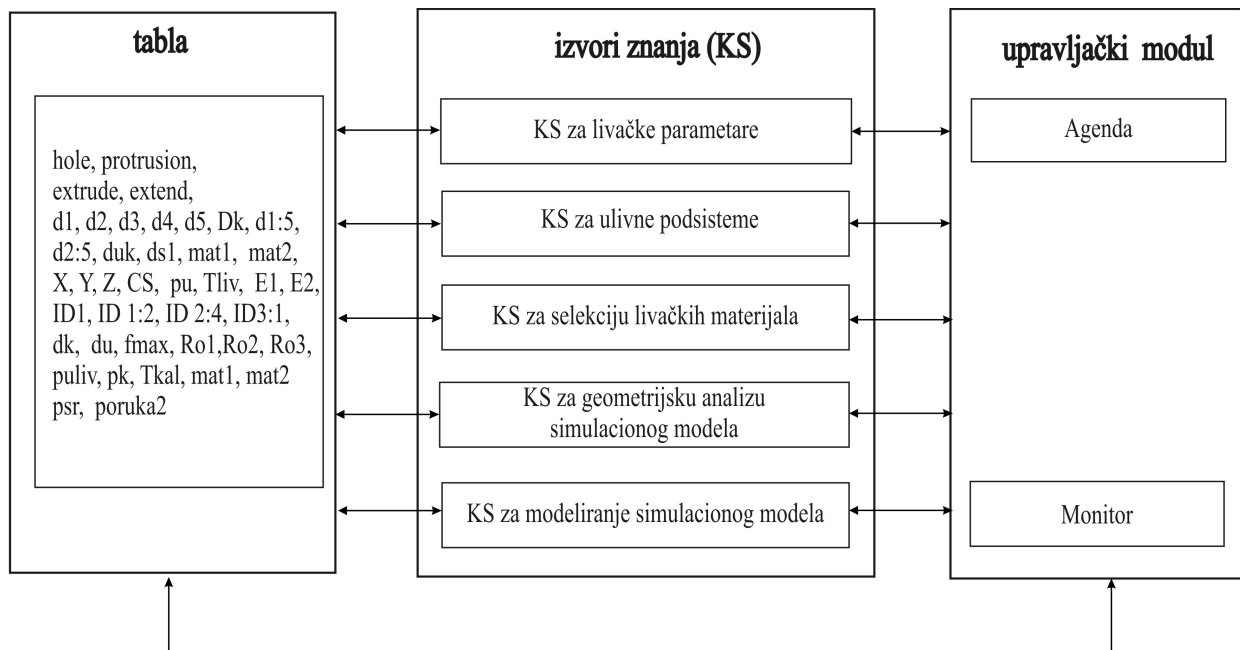 tabla
hole, protrusion,
extrude, extend,
d1, d2, d3, d4, d5, Dk, d1:5,
d2:5, duk, ds1, mat1, mat2,
X, Y, Z, CS, pu, Tliv, E1, E2,
ID1, ID 1:2, ID 2:4, ID3:1,
dk, du, fmax, Ro1,Ro2, Ro3,
puliv, pk, Tkal, mat1, mat2
psr, poruka2
izvori znanja (KS)
KS za livačke parametare
KS za ulivne podsisteme
KS za selekciju livačkih materijala
KS za geometrijsku analizu
simulacionog modela
KS za modeliranje simulacionog modela
upravljački modul
Agenda
Monitor